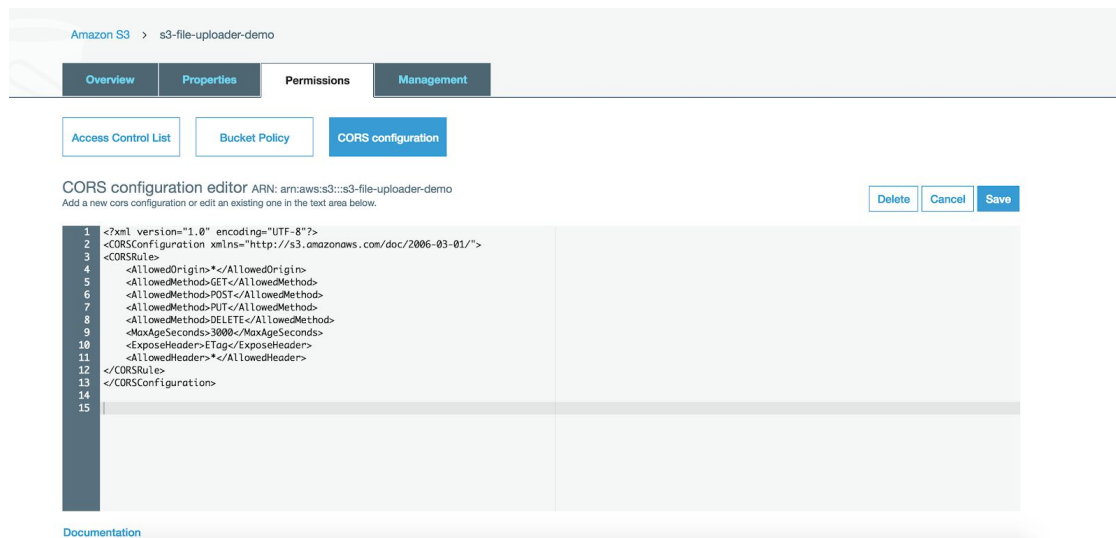 Amazon S3 > s3-file-uploader-demo
Overview Properties Permissions Management
Access Control List Bucket Policy CORS configuration
CORS configuration editor ARN: arn:aws:s3:::s3-file-uploader-demo
Add a new cors configuration or edit an existing one in the text area below.
Delete Cancel Save
1 <?xml version="1.0" encoding="UTF-8"?>
2 <CORSConfiguration xmlns="http://s3.amazonaws.com/doc/2006-03-01/">
3 <CORSRule>
4 <AllowedOrigin>*</AllowedOrigin>
5 <AllowedMethod>GET</AllowedMethod>
6 <AllowedMethod>POST</AllowedMethod>
7 <AllowedMethod>PUT</AllowedMethod>
8 <AllowedMethod>DELETE</AllowedMethod>
9 <MaxAgeSeconds>3000</MaxAgeSeconds>
10 <ExposeHeader>ETag</ExposeHeader>
11 <AllowedHeader>*</AllowedHeader>
12 </CORSRule>
13 </CORSConfiguration>
14
15
Documentation